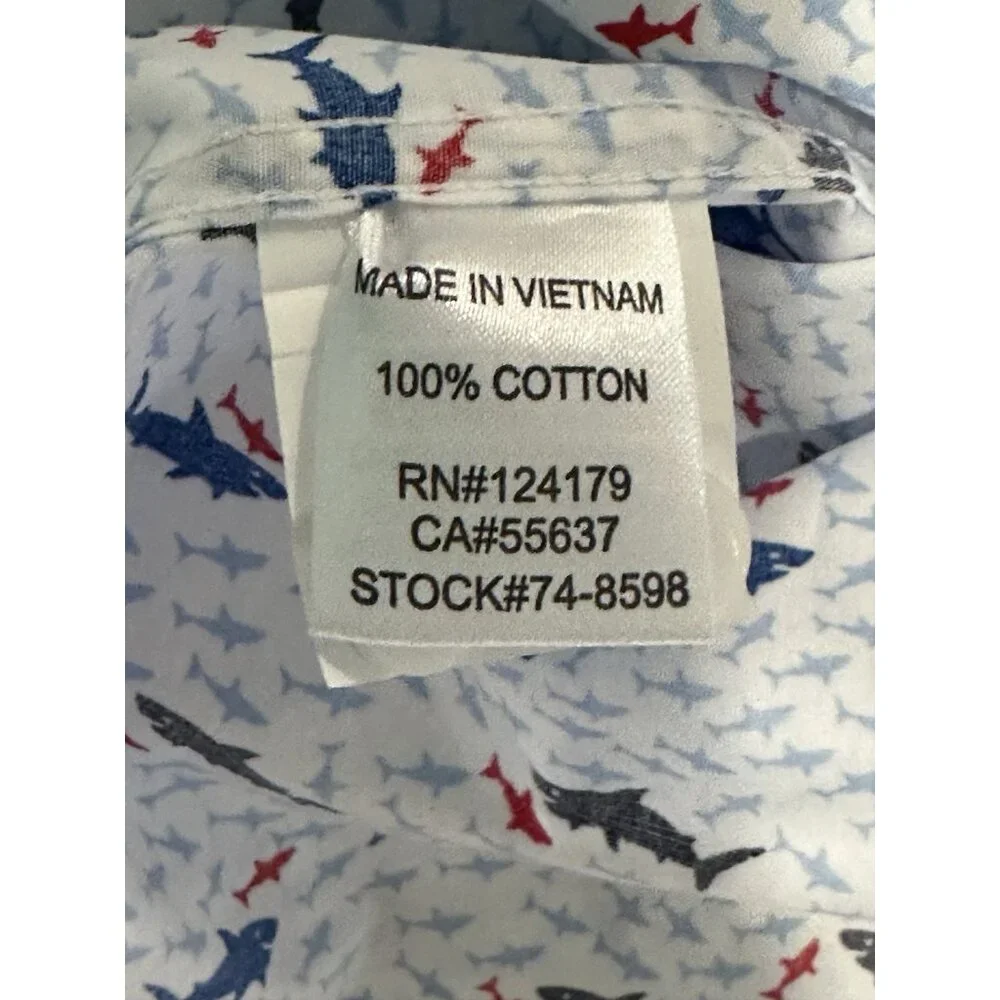 MADE IN VIETNAM
100% COTTON
RN#124179
CA#55637
STOCK#74-8598